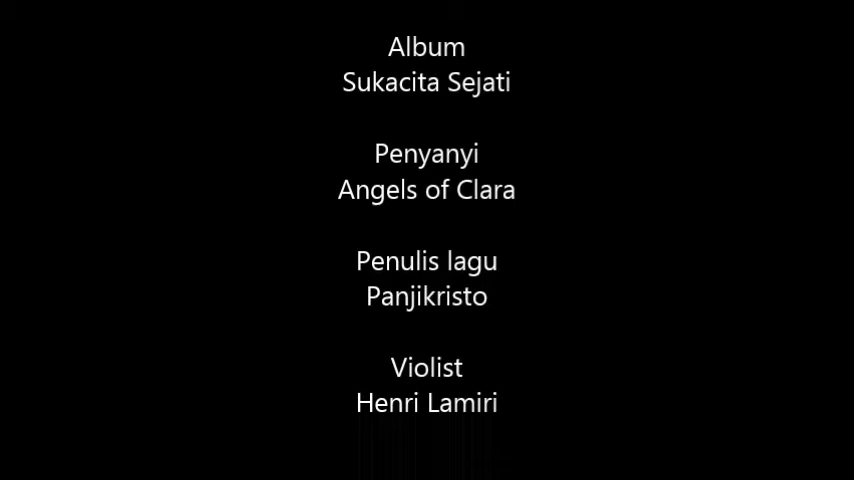 Album
Sukacita Sejati
Penyanyi
Angels of Clara
Penulis lagu
Panjikristo
Violist
Henri Lamiri